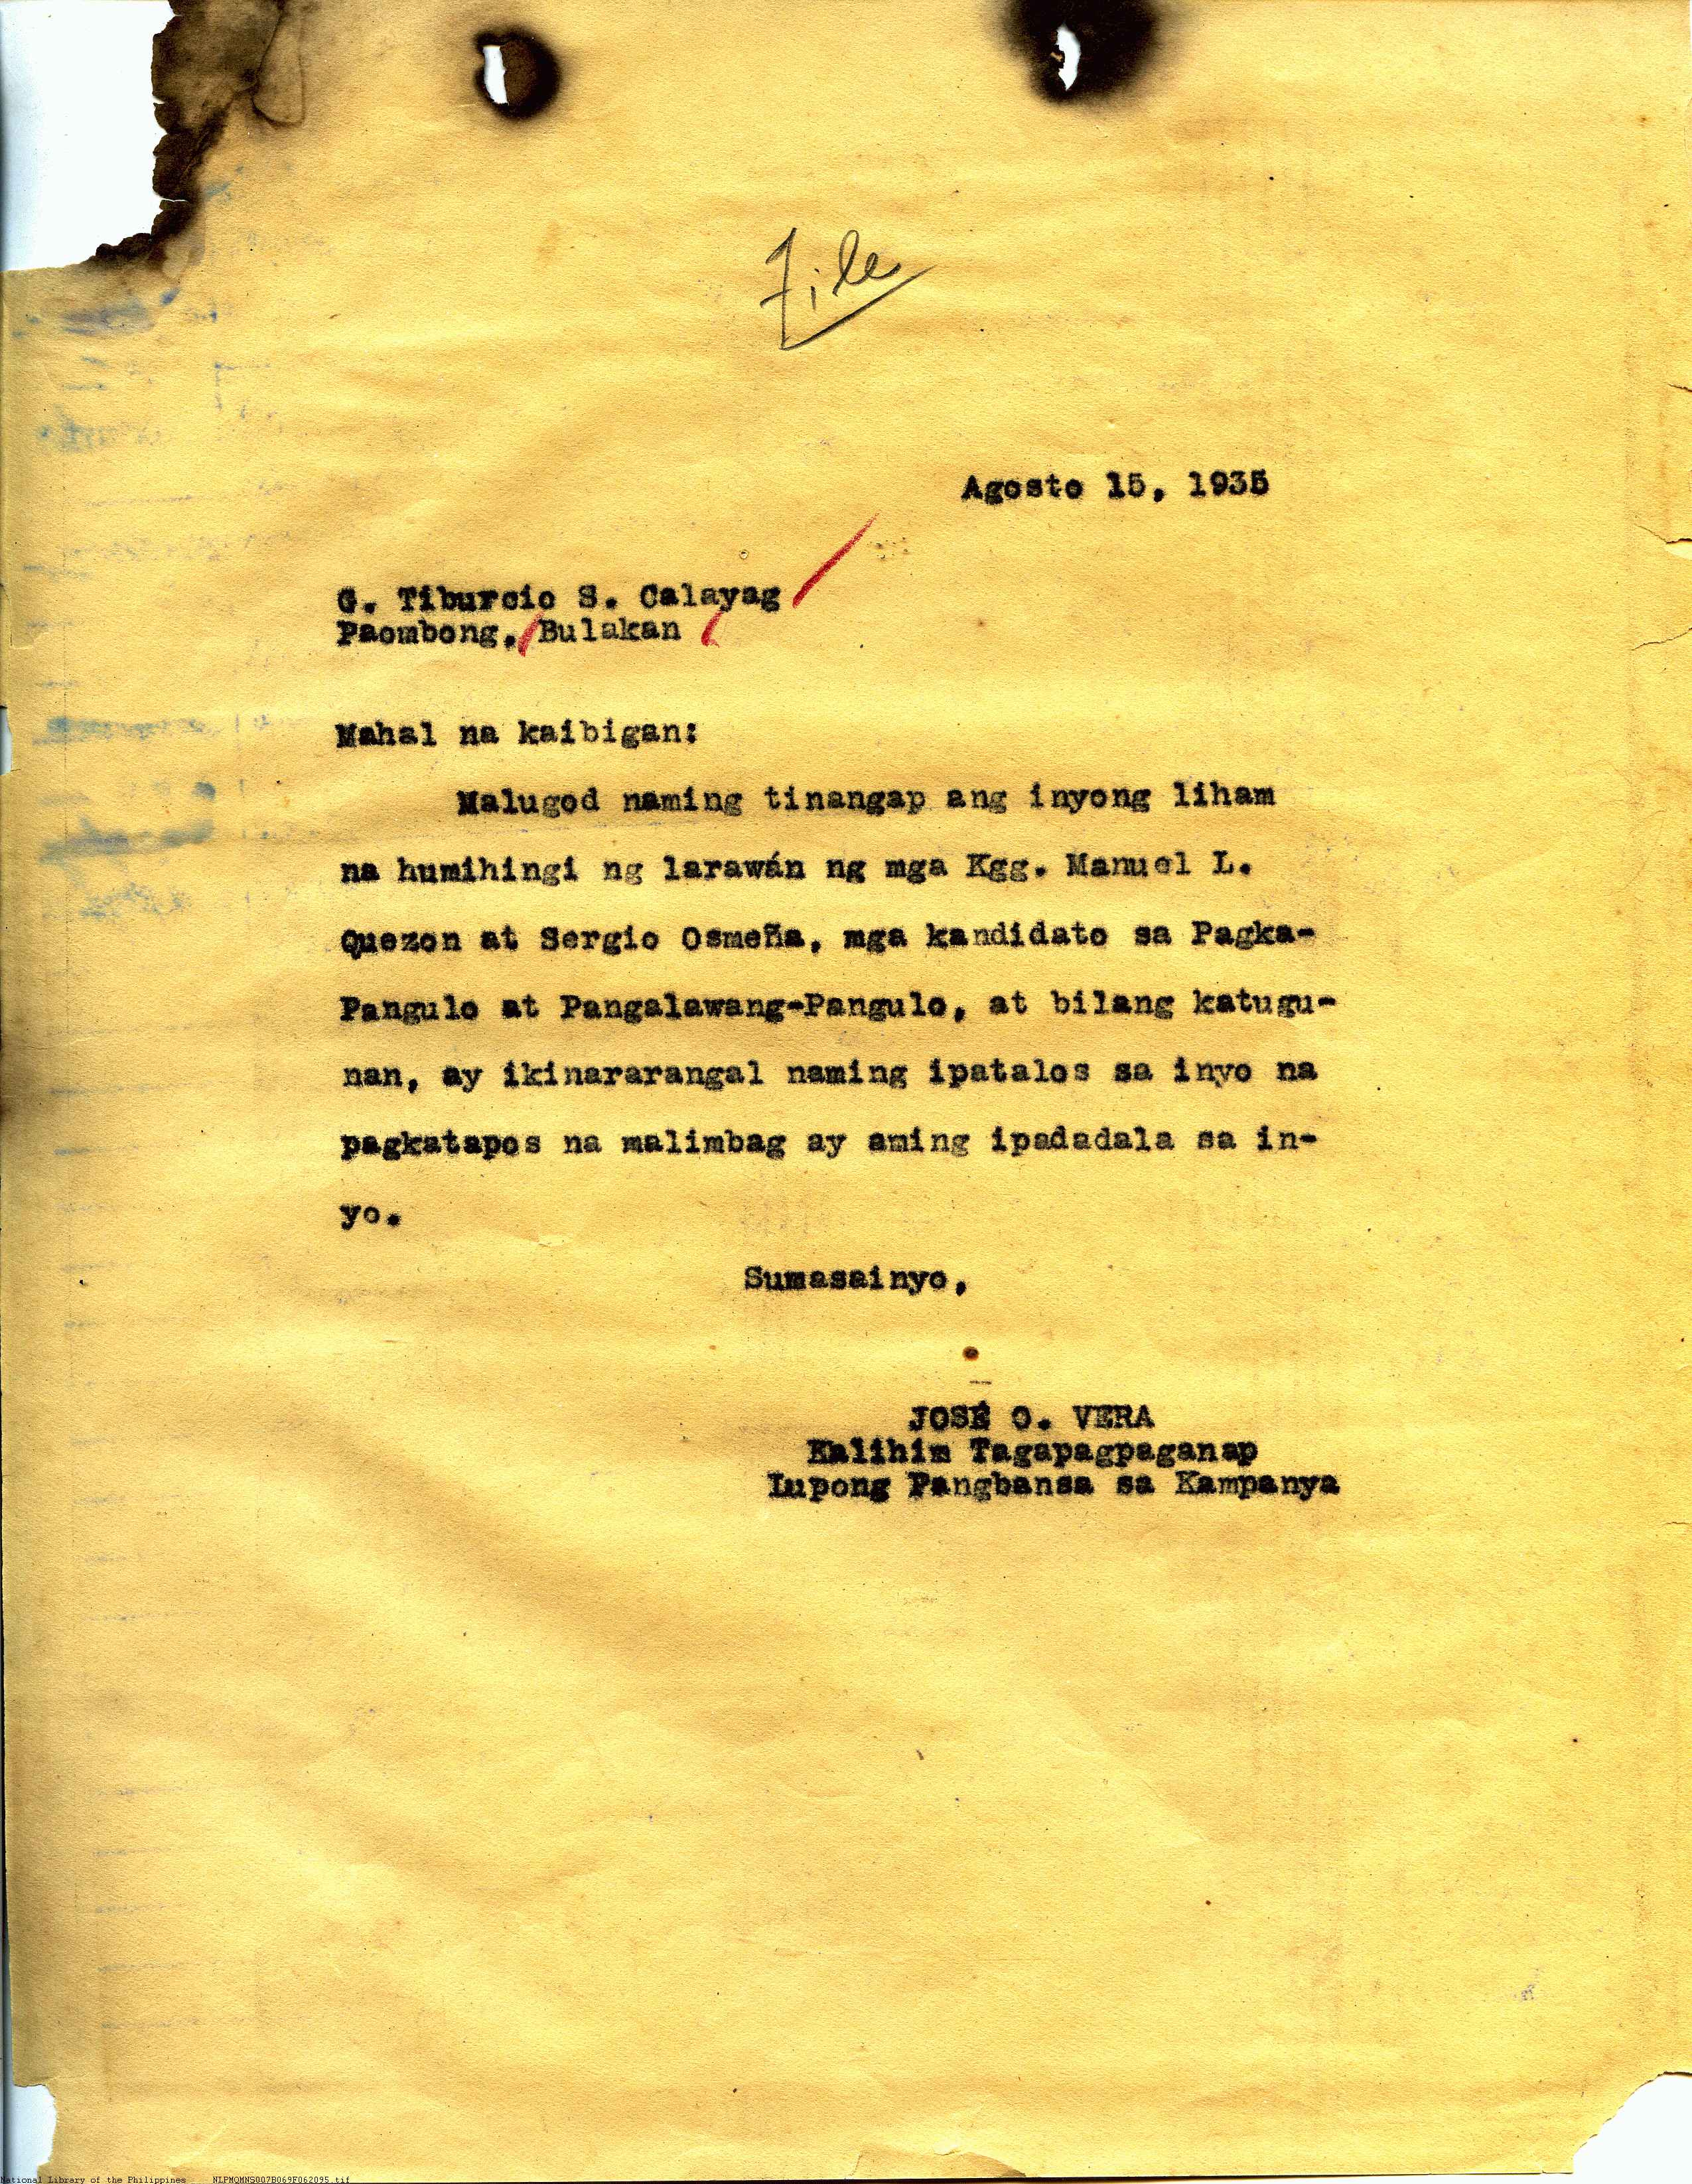 File
Agosto 15, 1935
G. Tiburcio S. Calayag
Paombong, Bulakan
Mahal na kaibigan:
Malugod naming tinangap ang inyong liham
na humihingi ng larawán ng mga Kgg. Manuel L.
Quezon at Sergio Osmeña, mga kandidato sa Pagka-
Pangulo at Pangalawang-Pangulo, at bilang katugu-
nan, ay ikinararangal naming ipatalos sa inyo na
pagkatapos na malimbag ay aming ipadadala sa in-
yo.
Sumasainyo,
JOSÉ O. VERA
Kalihim Tagapagpaganap
Lupong Pangbansa sa Kampanya
National Library of the Philippines NLPMQMNS007B069F062095.tif